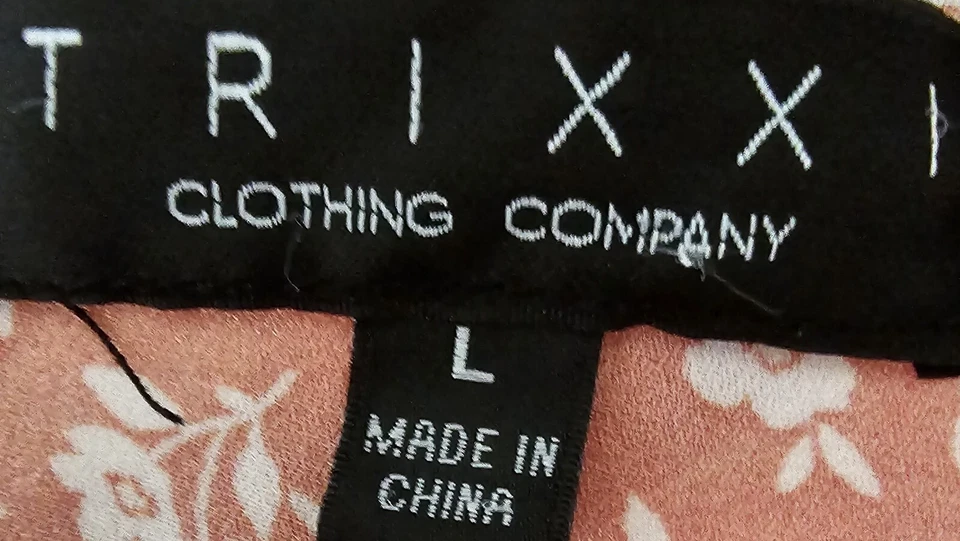 TRIXXI
CLOTHING COMPANY
L
MADE IN
CHINA